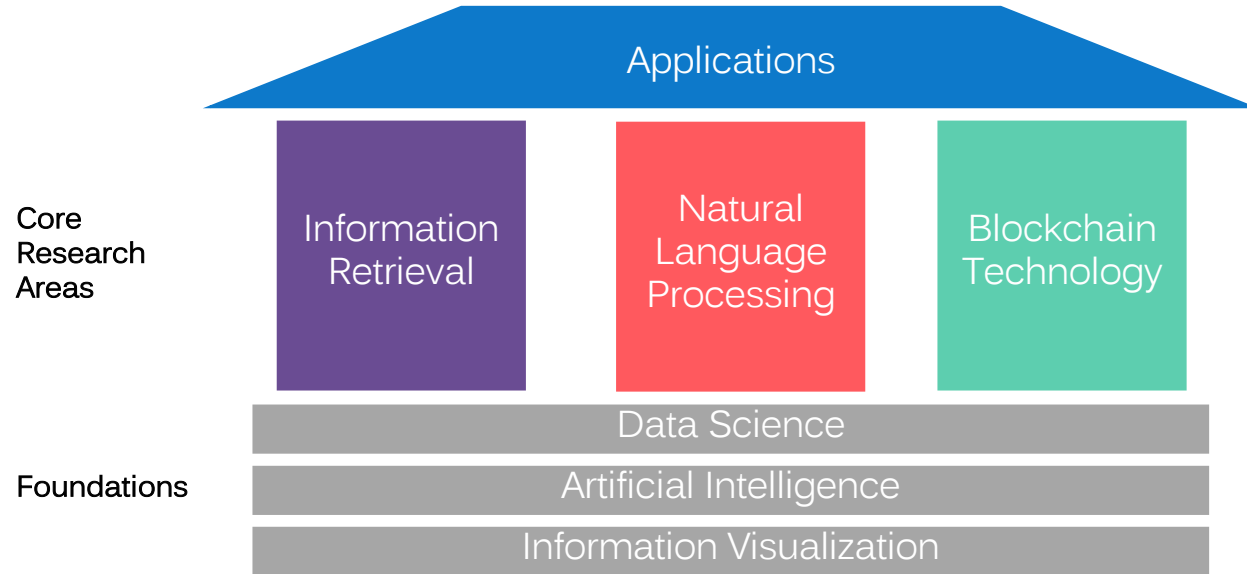 Applications
Core
Research
Areas
Information
Retrieval
Natural
Language
Processing
Blockchain
Technology
Foundations
Data Science
Artificial Intelligence
Information Visualization